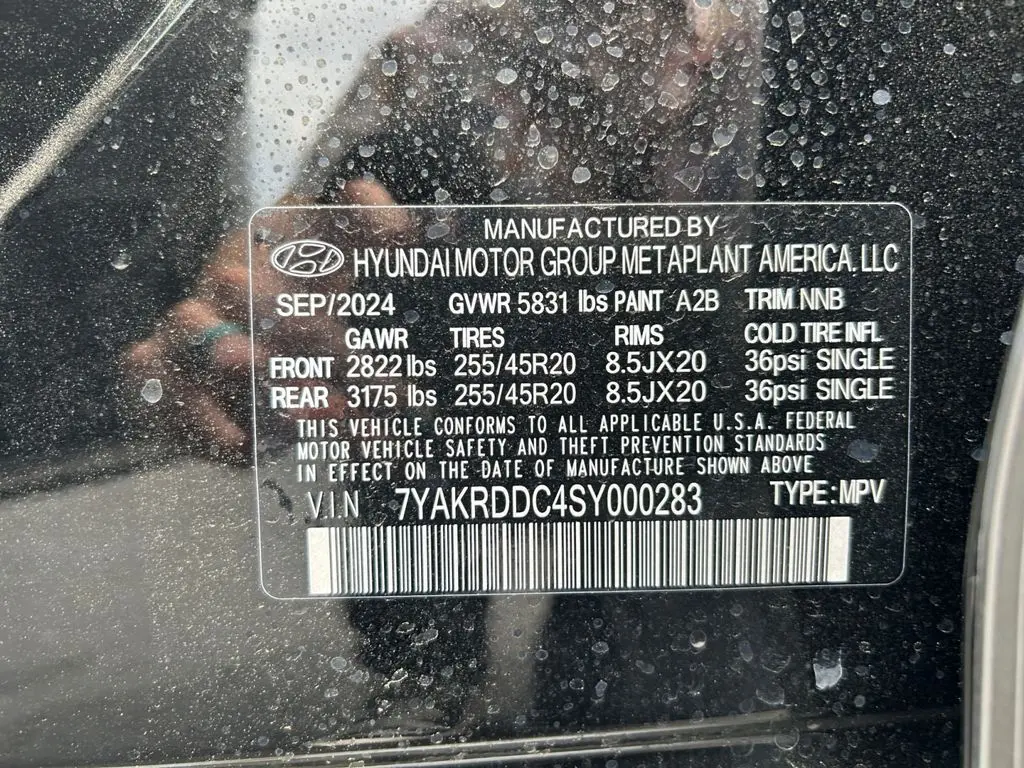 MANUFACTURED BY
HYUNDAI MOTOR GROUP METAPLANT AMERICA, LLC
SEP/2024 GVWR 5831 lbs PAINT A2B TRIM NNB
GAWR TIRES RIMS COLD TIRE INFL
FRONT 2822 lbs 255/45R20 8.5JX20 36psi SINGLE
REAR 3175 lbs 255/45R20 8.5JX20 36psi SINGLE
THIS VEHICLE CONFORMS TO ALL APPLICABLE U.S.A. FEDERAL
MOTOR VEHICLE SAFETY AND THEFT PREVENTION STANDARDS
IN EFFECT ON THE DATE OF MANUFACTURE SHOWN ABOVE
V.I.N 7YAKRDDC4SY000283 TYPE: MPV